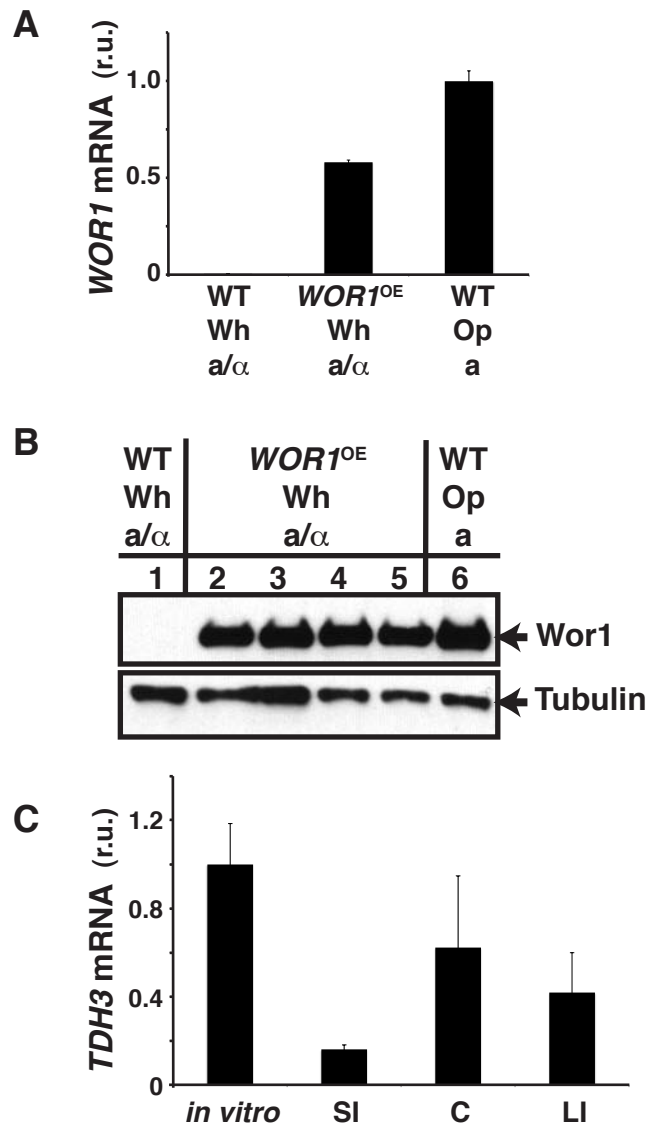 A
WOR1 mRNA (r.u.)
1.0
0.5
0
WT WOR1OE WT
Wh Wh Op
a/α a/α a
B
WT WOR1OE WT
Wh Wh Op
a/α a/α a
1 2 3 4 5 6
Wor1
Tubulin
C
TDH3 mRNA (r.u.)
1.2
0.8
0.4
0
in vitro SI C LI